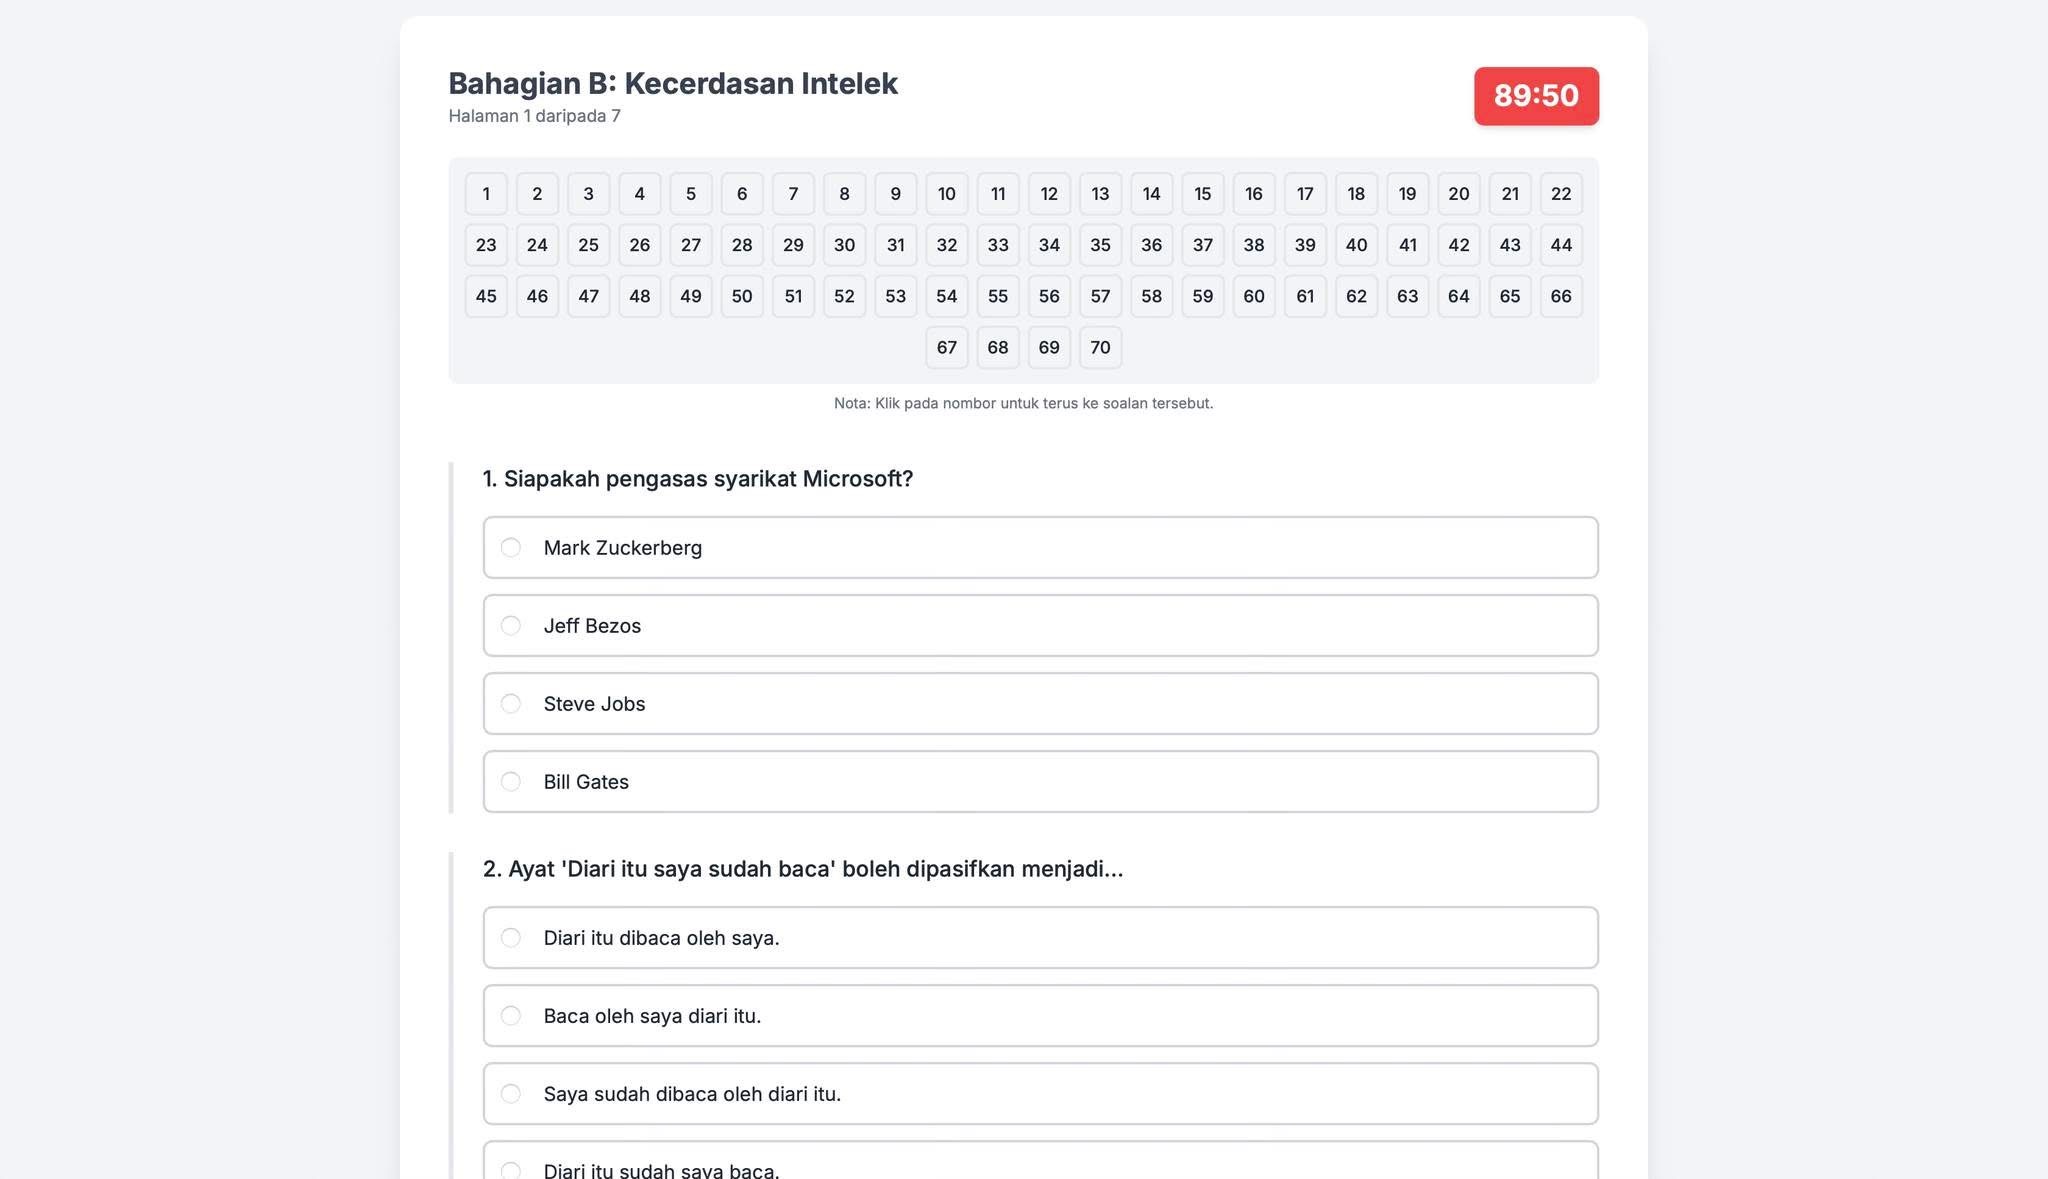 Bahagian B: Kecerdasan Intelek
Halaman 1 daripada 7
89:50
1 2 3 4 5 6 7 8 9 10 11 12 13 14 15 16 17 18 19 20 21 22
23 24 25 26 27 28 29 30 31 32 33 34 35 36 37 38 39 40 41 42 43 44
45 46 47 48 49 50 51 52 53 54 55 56 57 58 59 60 61 62 63 64 65 66
67 68 69 70
Nota: Klik pada nombor untuk terus ke soalan tersebut.
1. Siapakah pengasas syarikat Microsoft?
Mark Zuckerberg
Jeff Bezos
Steve Jobs
Bill Gates
2. Ayat 'Diari itu saya sudah baca' boleh dipasifkan menjadi...
Diari itu dibaca oleh saya.
Baca oleh saya diari itu.
Saya sudah dibaca oleh diari itu.
Diari itu sudah saya baca.